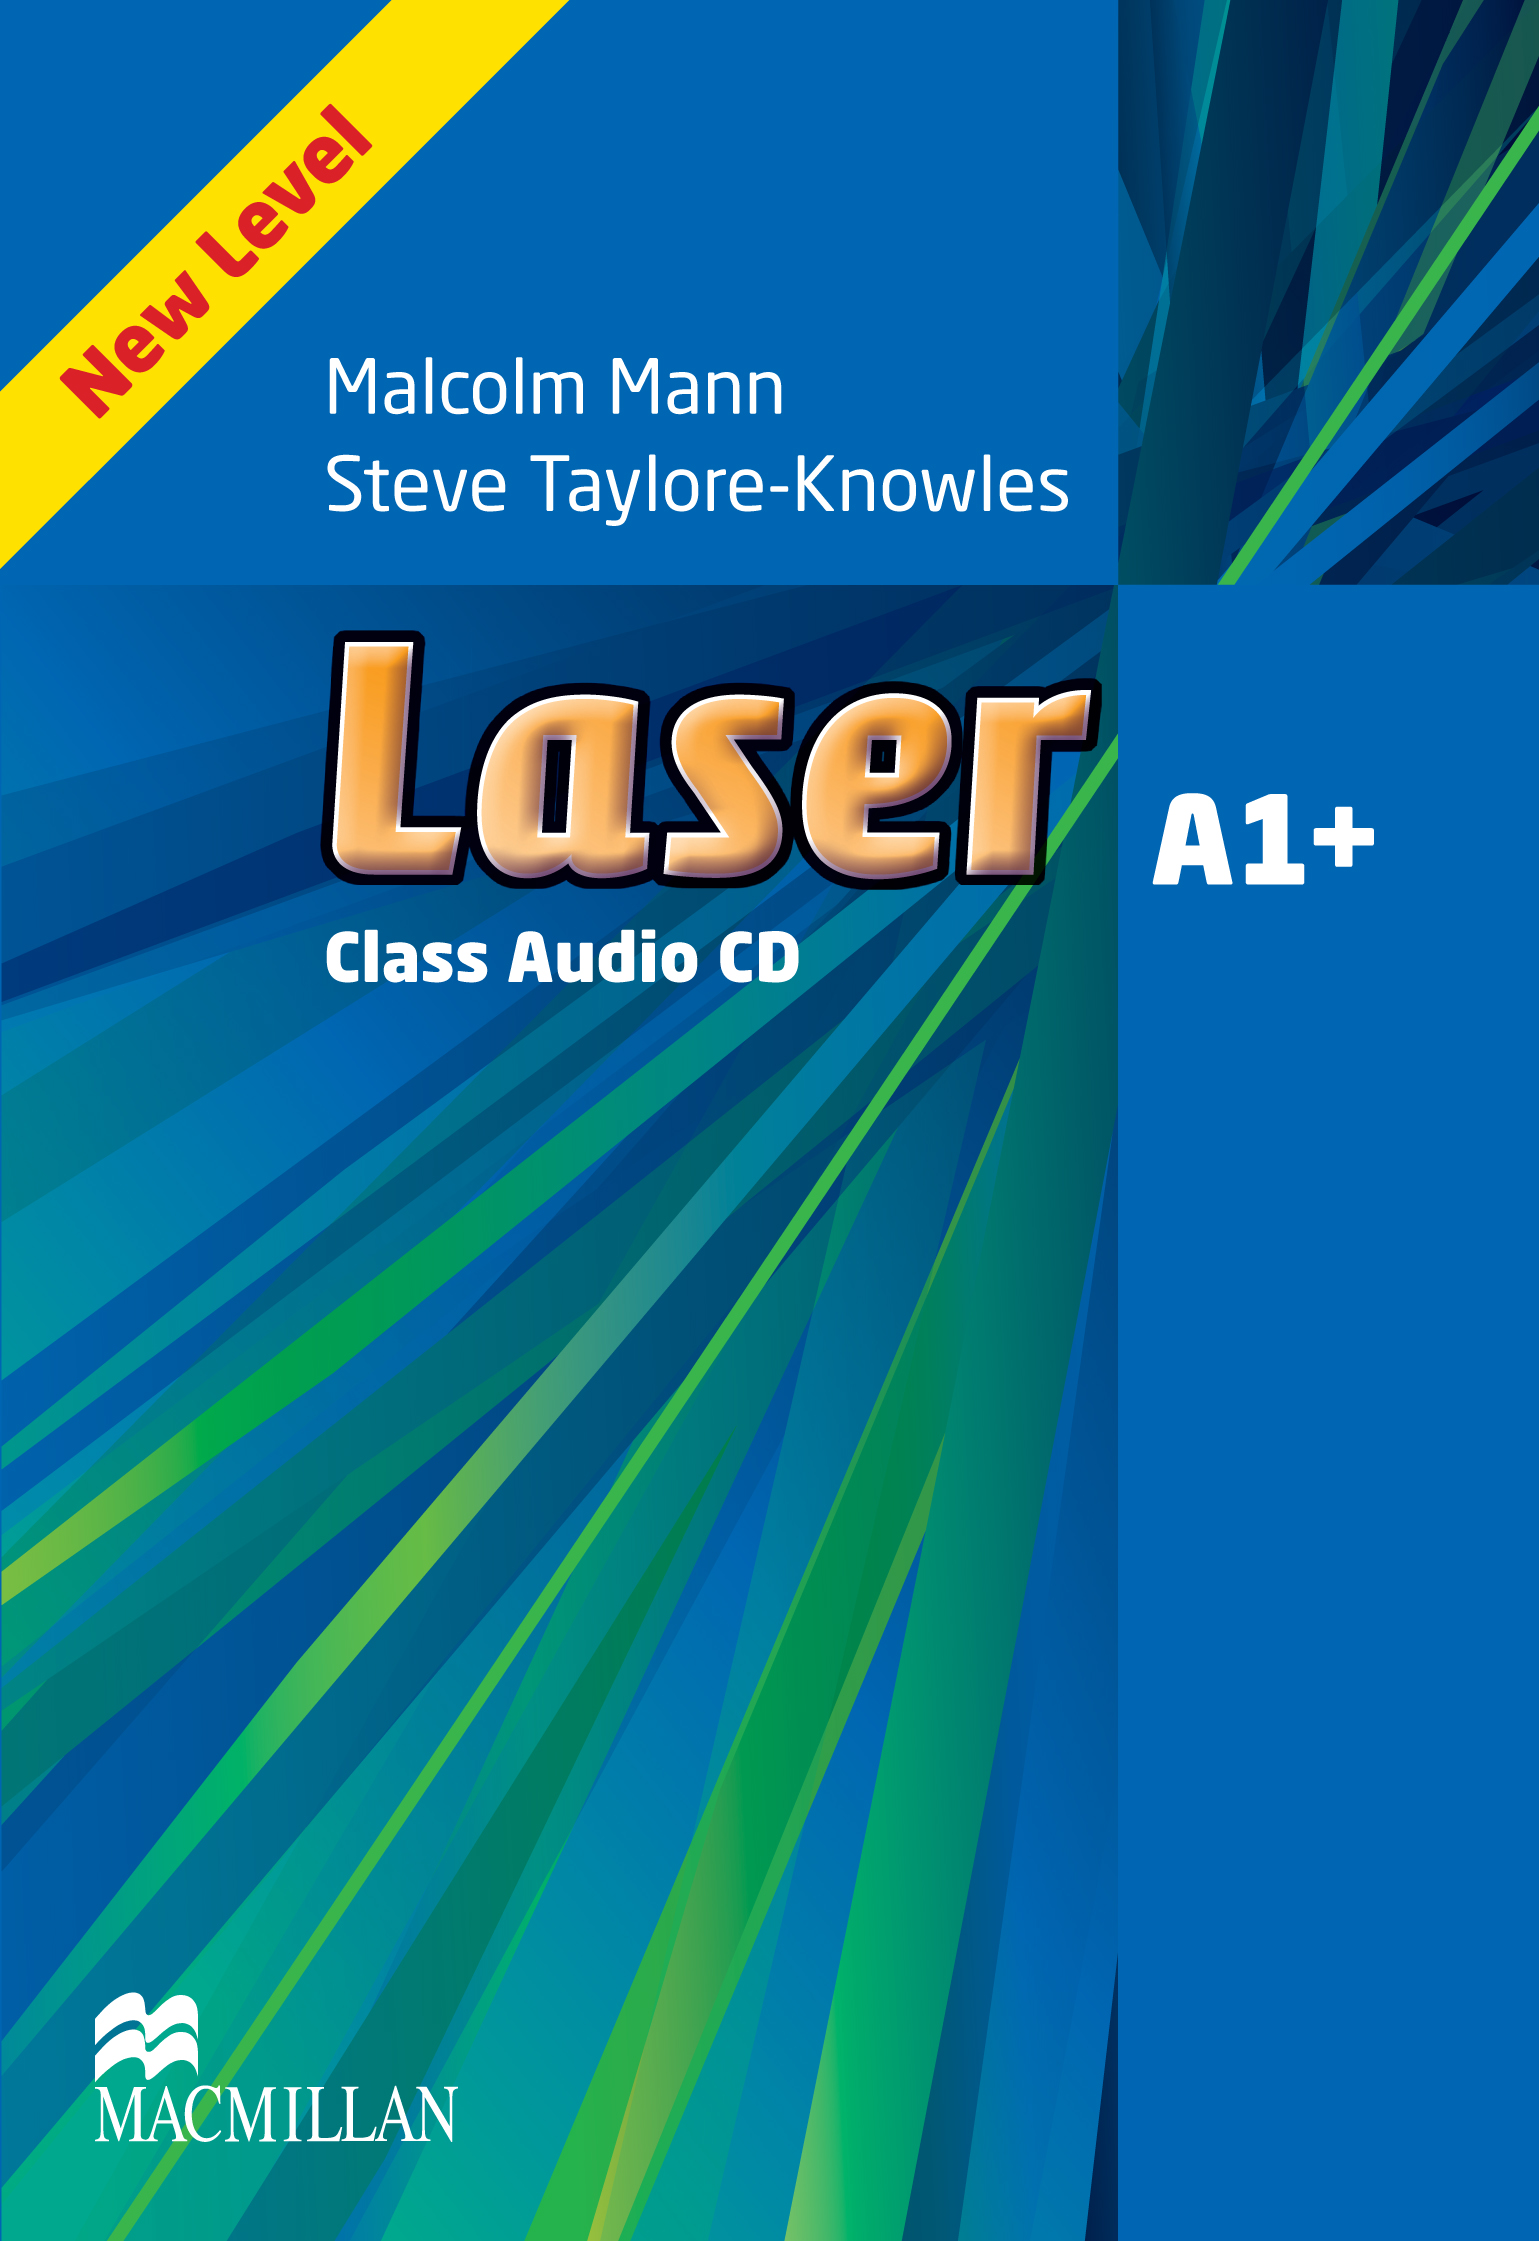 New Level
Malcolm Mann
Steve Taylore-Knowles
Laser
A1+
Class Audio CD
MACMILLAN